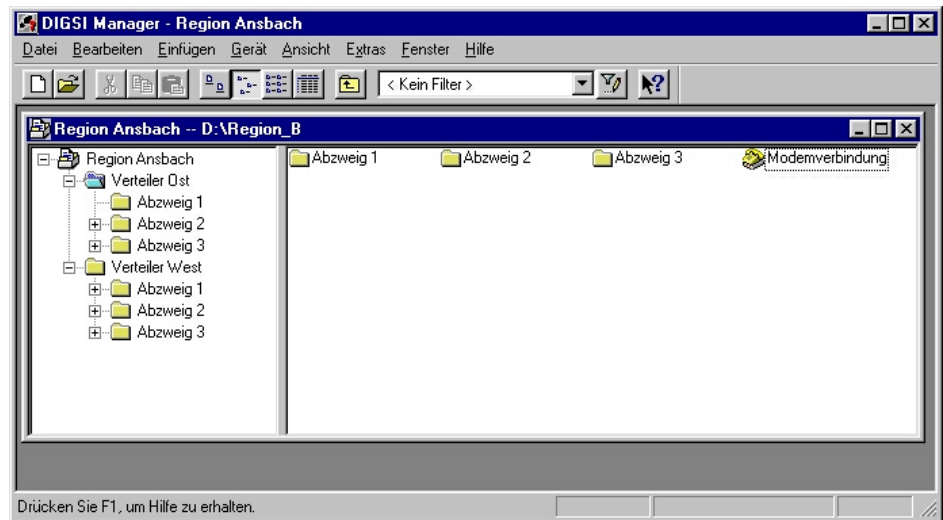 DIGSI Manager - Region Ansbach
Datei Bearbeiten Einfügen Gerät Ansicht Extras Fenster Hilfe
< Kein Filter >
Region Ansbach -- D:\Region_B
Region Ansbach
Verteiler Ost
Abzweig 1
Abzweig 2
Abzweig 3
Verteiler West
Abzweig 1
Abzweig 2
Abzweig 3
Abzweig 1 Abzweig 2 Abzweig 3 Modemverbindung
Drücken Sie F1, um Hilfe zu erhalten.